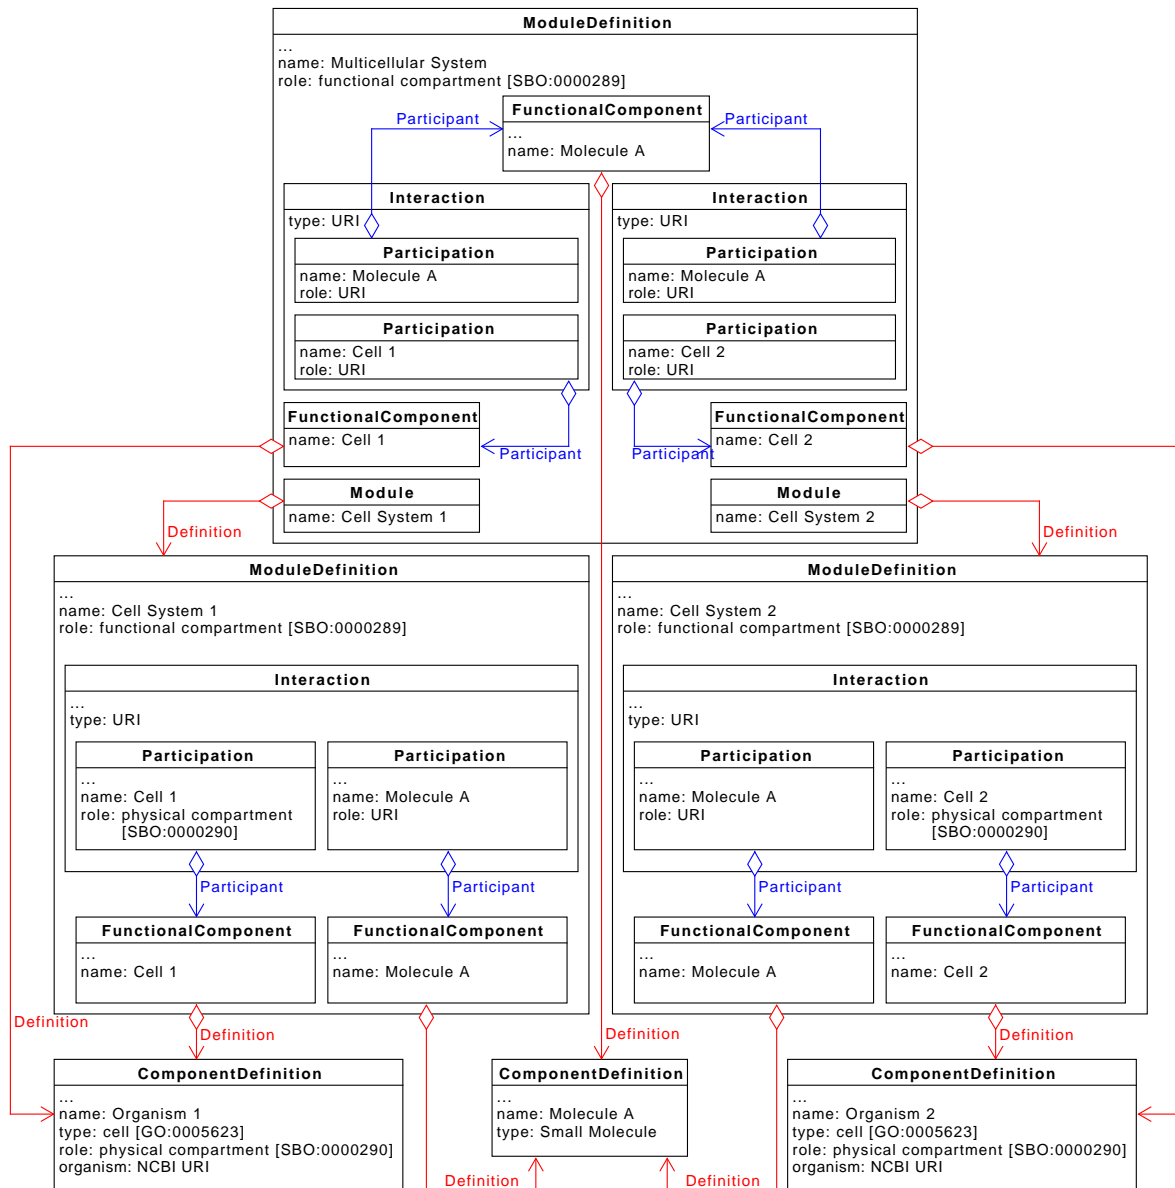 ModuleDefinition
...
name: Multicellular System
role: functional compartment [SBO:0000289]
FunctionalComponent
...
name: Molecule A
Participant
Participant
Interaction
type: URI
Participation
name: Molecule A
role: URI
Participation
name: Cell 1
role: URI
Interaction
type: URI
Participation
name: Molecule A
role: URI
Participation
name: Cell 2
role: URI
FunctionalComponent
name: Cell 1
Participant
Participant
FunctionalComponent
name: Cell 2
Module
name: Cell System 1
Module
name: Cell System 2
Definition
Definition
ModuleDefinition
...
name: Cell System 1
role: functional compartment [SBO:0000289]
Interaction
...
type: URI
Participation
...
name: Cell 1
role: physical compartment
[SBO:0000290]
Participation
...
name: Molecule A
role: URI
Participant
Participant
FunctionalComponent
...
name: Cell 1
FunctionalComponent
...
name: Molecule A
ModuleDefinition
...
name: Cell System 2
role: functional compartment [SBO:0000289]
Interaction
...
type: URI
Participation
...
name: Molecule A
role: URI
Participation
...
name: Cell 2
role: physical compartment
[SBO:0000290]
Participant
Participant
FunctionalComponent
...
name: Molecule A
FunctionalComponent
...
name: Cell 2
Definition
Definition
Definition
Definition
ComponentDefinition
...
name: Organism 1
type: cell [GO:0005623]
role: physical compartment [SBO:0000290]
organism: NCBI URI
ComponentDefinition
...
name: Molecule A
type: Small Molecule
ComponentDefinition
...
name: Organism 2
type: cell [GO:0005623]
role: physical compartment [SBO:0000290]
organism: NCBI URI
Definition
Definition